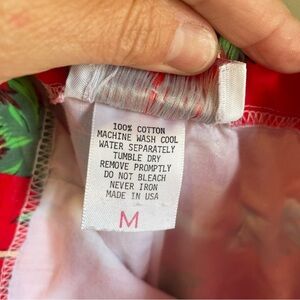 100% COTTON
MACHINE WASH COOL
WATER SEPARATELY
TUMBLE DRY
REMOVE PROMPTLY
DO NOT BLEACH
NEVER IRON
MADE IN USA
M